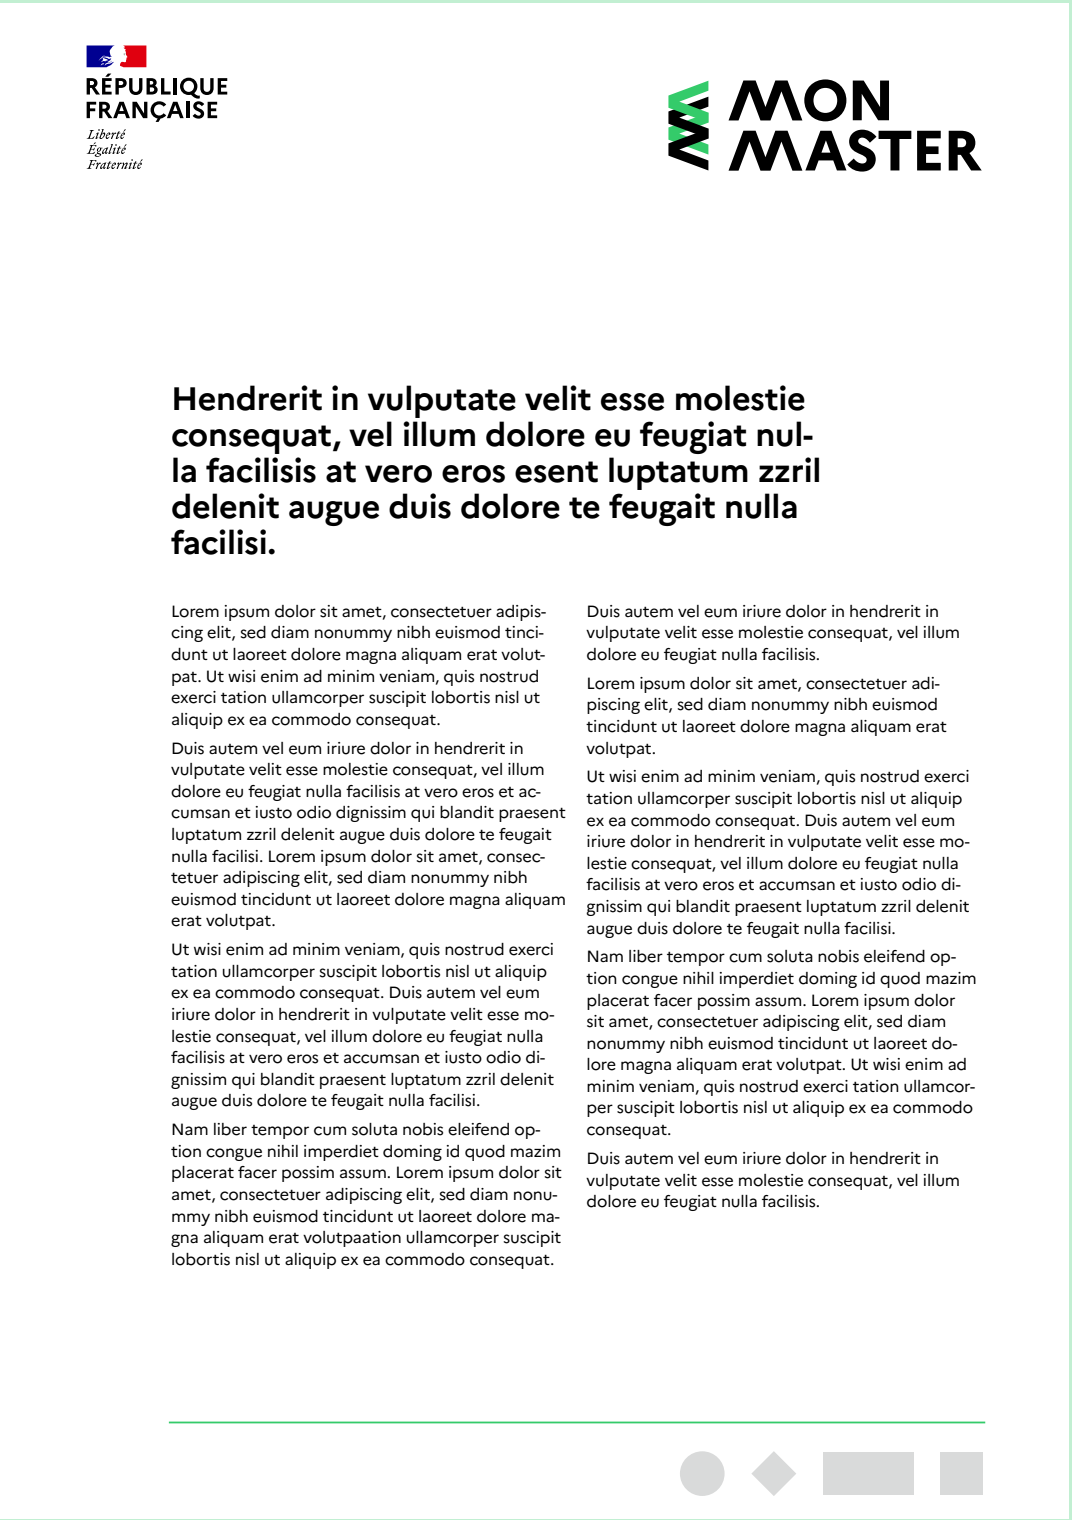 RÉPUBLIQUE
FRANÇAISE
Liberté
Égalité
Fraternité
MON
MASTER
Hendrerit in vulputate velit esse molestie
consequat, vel illum dolore eu feugiat nul-
la facilisis at vero eros esent luptatum zzril
delenit augue duis dolore te feugait nulla
facilisi.
Lorem ipsum dolor sit amet, consectetuer adipis-
cing elit, sed diam nonummy nibh euismod tinci-
dunt ut laoreet dolore magna aliquam erat volut-
pat. Ut wisi enim ad minim veniam, quis nostrud
exerci tation ullamcorper suscipit lobortis nisl ut
aliquip ex ea commodo consequat.
Duis autem vel eum iriure dolor in hendrerit in
vulputate velit esse molestie consequat, vel illum
dolore eu feugiat nulla facilisis at vero eros et ac-
cumsan et iusto odio dignissim qui blandit praesent
luptatum zzril delenit augue duis dolore te feugait
nulla facilisi. Lorem ipsum dolor sit amet, consec-
tetuer adipiscing elit, sed diam nonummy nibh
euismod tincidunt ut laoreet dolore magna aliquam
erat volutpat.
Ut wisi enim ad minim veniam, quis nostrud exerci
tation ullamcorper suscipit lobortis nisl ut aliquip
ex ea commodo consequat. Duis autem vel eum
iriure dolor in hendrerit in vulputate velit esse mo-
lestie consequat, vel illum dolore eu feugiat nulla
facilisis at vero eros et accumsan et iusto odio di-
gnissim qui blandit praesent luptatum zzril delenit
augue duis dolore te feugait nulla facilisi.
Nam liber tempor cum soluta nobis eleifend op-
tion congue nihil imperdiet doming id quod mazim
placerat facer possim assum. Lorem ipsum dolor sit
amet, consectetuer adipiscing elit, sed diam nonu-
mmy nibh euismod tincidunt ut laoreet dolore ma-
gna aliquam erat volutpaation ullamcorper suscipit
lobortis nisl ut aliquip ex ea commodo consequat.
Duis autem vel eum iriure dolor in hendrerit in
vulputate velit esse molestie consequat, vel illum
dolore eu feugiat nulla facilisis.
Lorem ipsum dolor sit amet, consectetuer adi-
piscing elit, sed diam nonummy nibh euismod
tincidunt ut laoreet dolore magna aliquam erat
volutpat.
Ut wisi enim ad minim veniam, quis nostrud exerci
tation ullamcorper suscipit lobortis nisl ut aliquip
ex ea commodo consequat. Duis autem vel eum
iriure dolor in hendrerit in vulputate velit esse mo-
lestie consequat, vel illum dolore eu feugiat nulla
facilisis at vero eros et accumsan et iusto odio di-
gnissim qui blandit praesent luptatum zzril delenit
augue duis dolore te feugait nulla facilisi.
Nam liber tempor cum soluta nobis eleifend op-
tion congue nihil imperdiet doming id quod mazim
placerat facer possim assum. Lorem ipsum dolor
sit amet, consectetuer adipiscing elit, sed diam
nonummy nibh euismod tincidunt ut laoreet do-
lore magna aliquam erat volutpat. Ut wisi enim ad
minim veniam, quis nostrud exerci tation ullamcor-
per suscipit lobortis nisl ut aliquip ex ea commodo
consequat.
Duis autem vel eum iriure dolor in hendrerit in
vulputate velit esse molestie consequat, vel illum
dolore eu feugiat nulla facilisis.